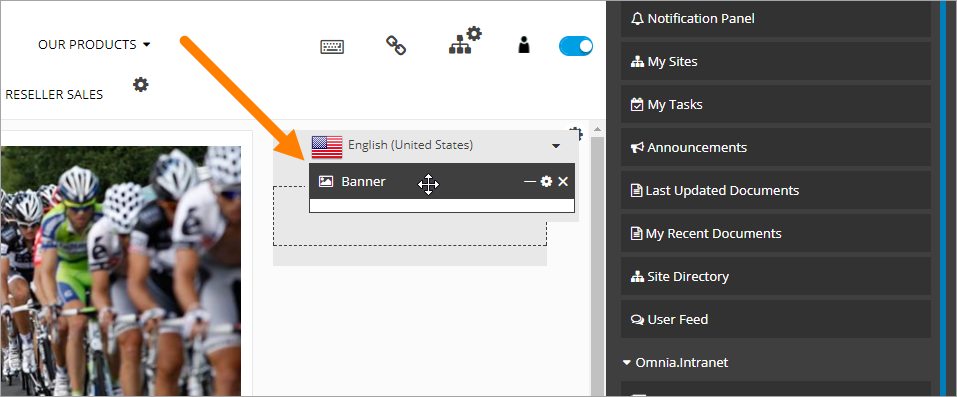 OUR PRODUCTS
RESELLER SALES
English (United States)
Banner
Notification Panel
My Sites
My Tasks
Announcements
Last Updated Documents
My Recent Documents
Site Directory
User Feed
Omnia.Intranet